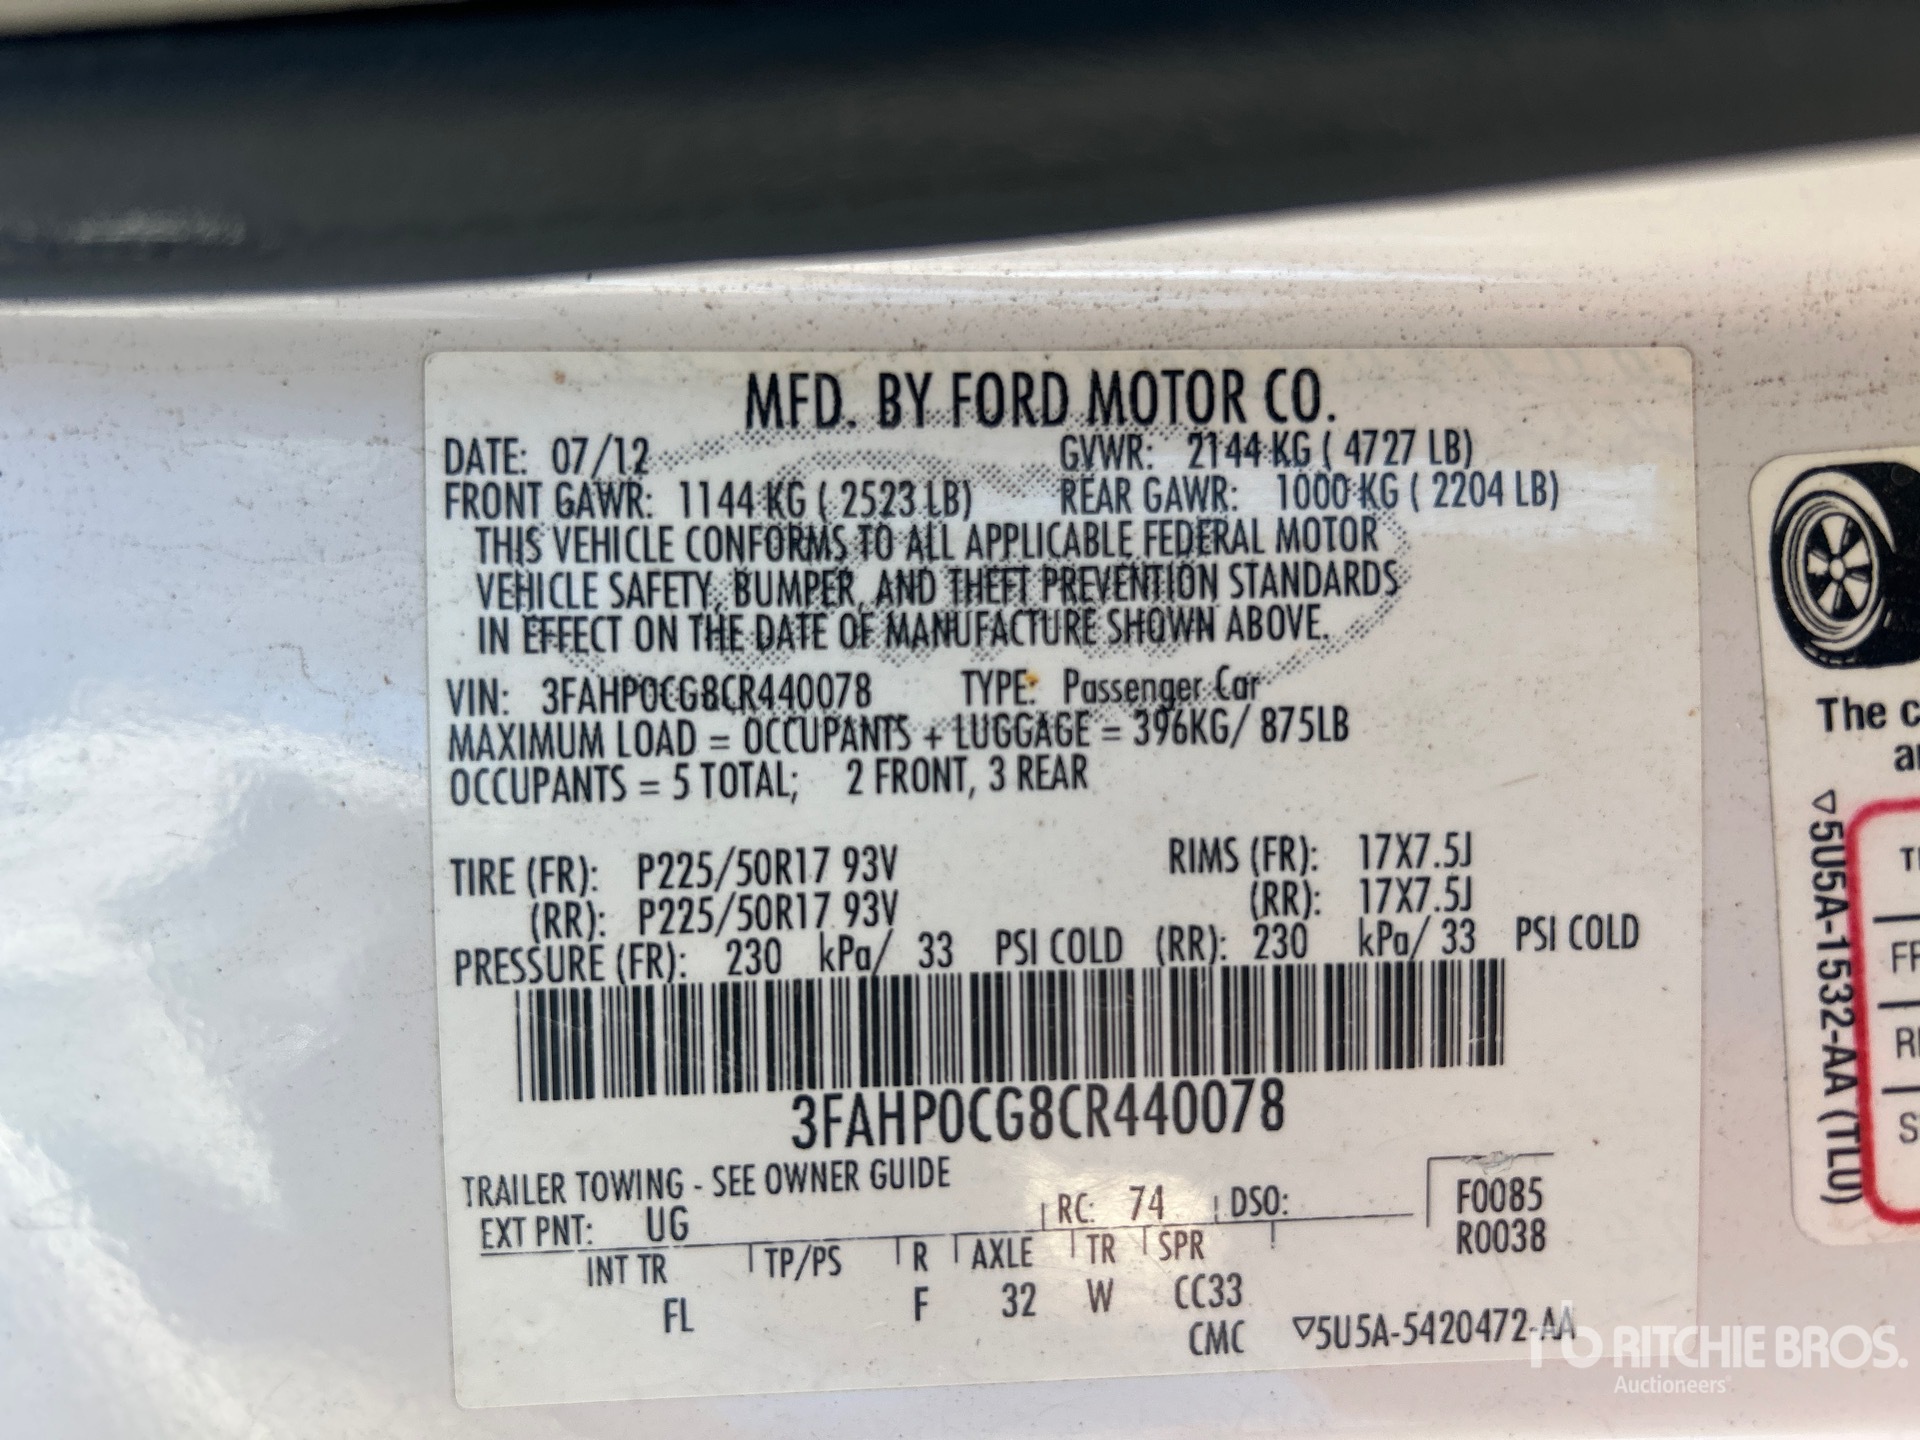 MFD. BY FORD MOTOR CO.
DATE: 07/12 GVWR: 2144 KG ( 4727 LB)
FRONT GAWR: 1144 KG ( 2523 LB) REAR GAWR: 1000 KG ( 2204 LB)
THIS VEHICLE CONFORMS TO ALL APPLICABLE FEDERAL MOTOR
VEHICLE SAFETY, BUMPER, AND THEFT PREVENTION STANDARDS
IN EFFECT ON THE DATE OF MANUFACTURE SHOWN ABOVE.
VIN: 3FAHP0CG8CR440078 TYPE: Passenger Car
MAXIMUM LOAD = OCCUPANTS + LUGGAGE = 396KG/ 875LB
OCCUPANTS = 5 TOTAL; 2 FRONT, 3 REAR
TIRE (FR): P225/50R17 93V RIMS (FR): 17X7.5J
(RR): P225/50R17 93V (RR): 17X7.5J
PRESSURE (FR): 230 kPa/ 33 PSI COLD (RR): 230 kPa/ 33 PSI COLD
3FAHP0CG8CR440078
TRAILER TOWING - SEE OWNER GUIDE
EXT PNT: UG RC: 74 DSO: F0085
R0038
INT TR TP/PS R AXLE TR SPR
FL F 32 W CC33
CMC ▽5U5A-5420472-AA
The
▽5U5A-1532-AA (TLU)
RITCHIE BROS.
Auctioneers